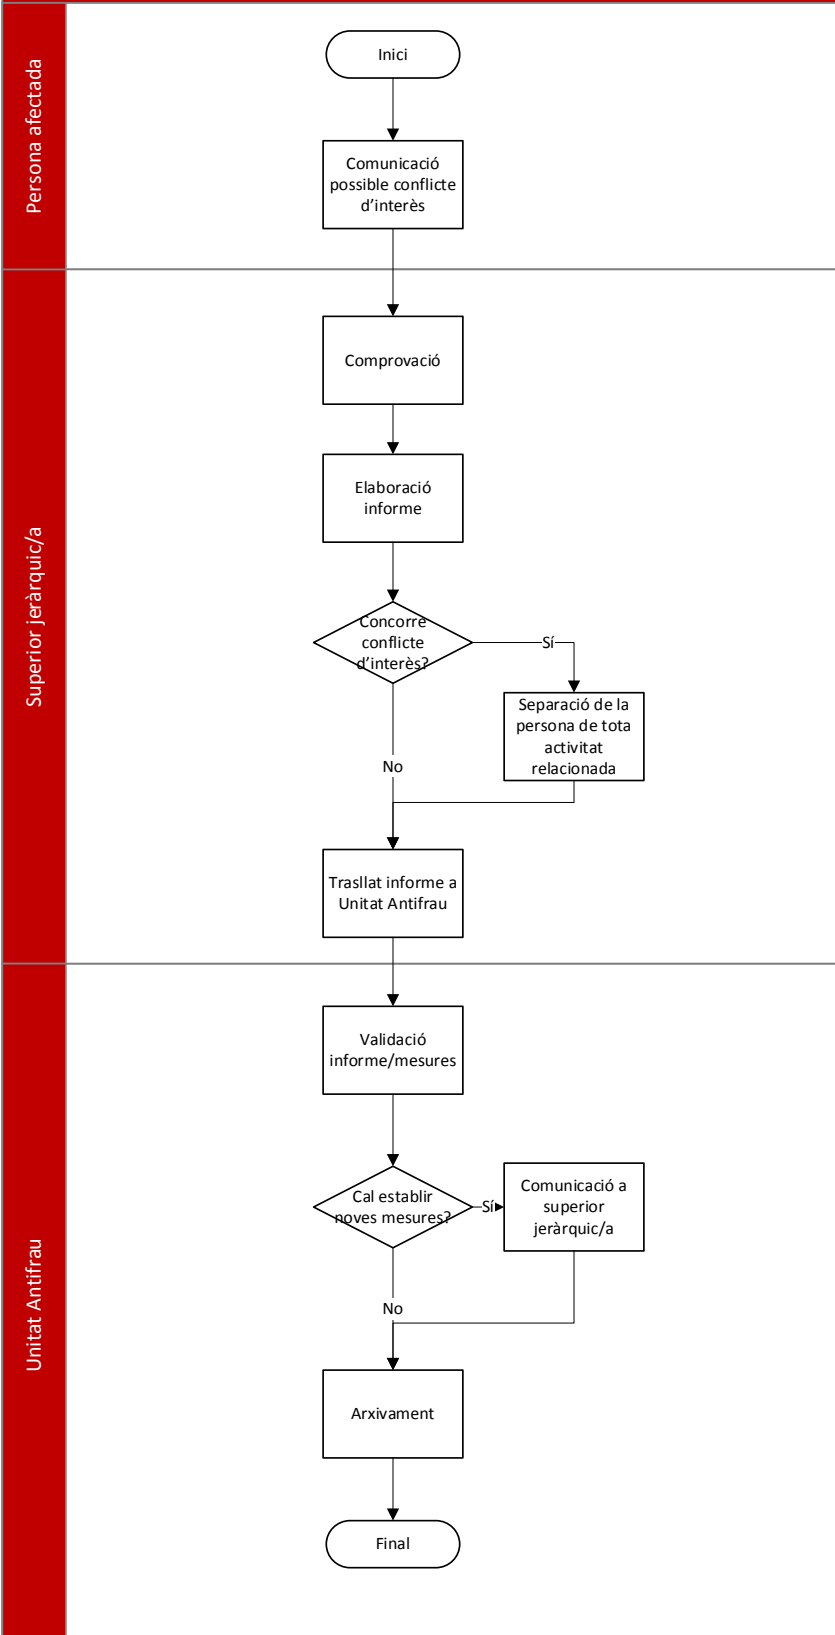 Persona afectada
Inici
Comunicació
possible conflicte
d’interès
Superior jeràrquic/a
Comprovació
Elaboració
informe
Concorre
conflicte
d’interès?
Sí
Separació de la
persona de tota
activitat
relacionada
No
Trasllat informe a
Unitat Antifrau
Unitat Antifrau
Validació
informe/mesures
Cal establir
noves mesures?
Sí
Comunicació a
superior
jeràrquic/a
No
Arxivament
Final